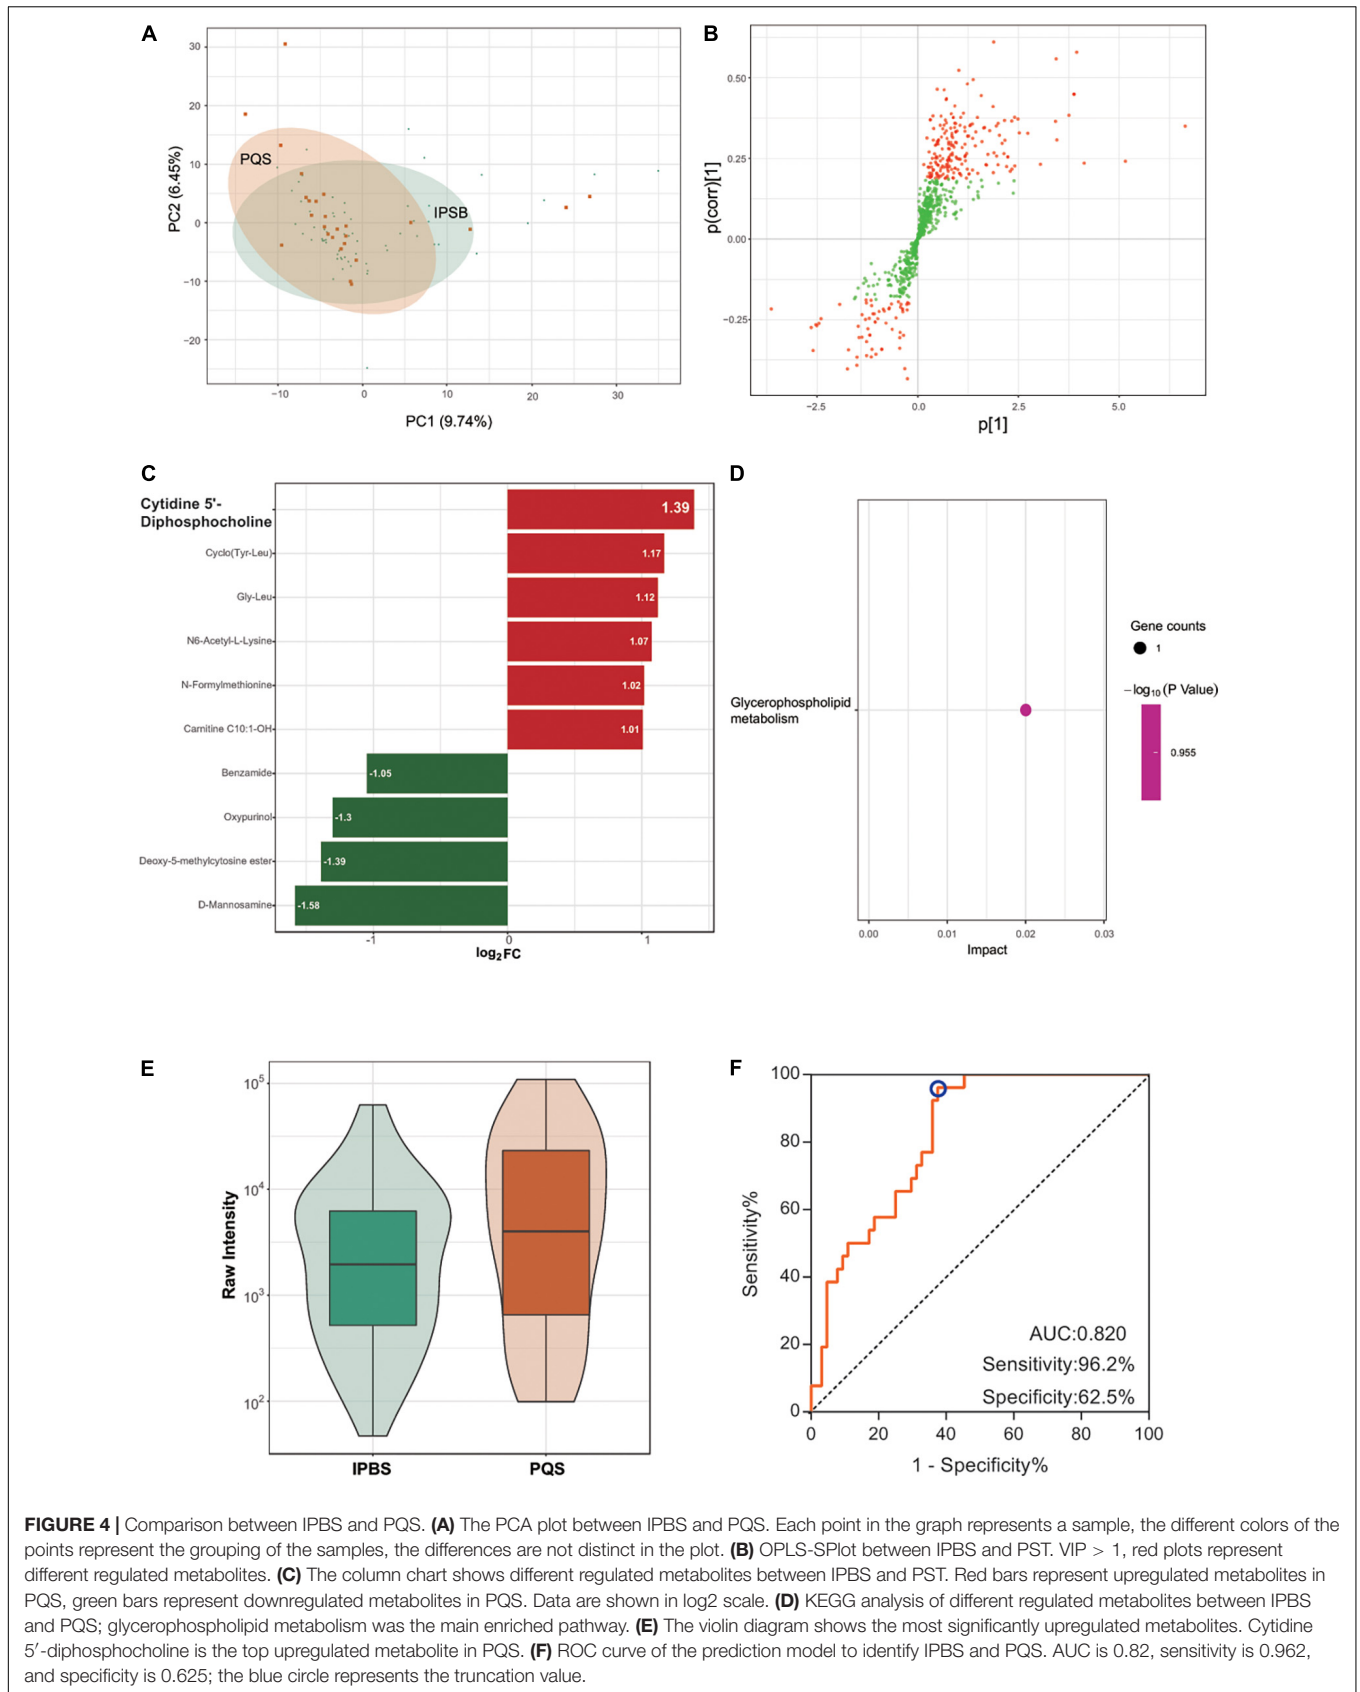 A
30
20
10
0
−10
−20
PC2 (6.45%)
PQS
IPSB
−10
0
10
20
30
PC1 (9.74%)
B
0.50
0.25
0.00
−0.25
p(corr)[1]
−2.5
0.0
2.5
5.0
p[1]
C
Cytidine 5'-
Diphosphocholine
Cyclo(Tyr-Leu)
Gly-Leu
N6-Acetyl-L-Lysine
N-Formylmethionine
Carnitine C10:1-OH
Benzamide
Oxypurinol
Deoxy-5-methylcytosine ester
D-Mannosamine
1.39
1.17
1.12
1.07
1.02
1.01
-1.05
-1.3
-1.39
-1.58
-1
0
1
log2FC
D
Glycerophospholipid
metabolism
0.00
0.01
0.02
0.03
Impact
Gene counts
1
−log10(P Value)
0.955
E
10^5
10^4
10^3
10^2
Raw Intensity
IPBS
PQS
F
100
80
60
40
20
0
Sensitivity%
AUC:0.820
Sensitivity:96.2%
Specificity:62.5%
0
20
40
60
80
100
1 - Specificity%
FIGURE 4 | Comparison between IPBS and PQS. (A) The PCA plot between IPBS and PQS. Each point in the graph represents a sample, the different colors of the
points represent the grouping of the samples, the differences are not distinct in the plot. (B) OPLS-SPlot between IPBS and PST. VIP > 1, red plots represent
different regulated metabolites. (C) The column chart shows different regulated metabolites between IPBS and PST. Red bars represent upregulated metabolites in
PQS, green bars represent downregulated metabolites in PQS. Data are shown in log2 scale. (D) KEGG analysis of different regulated metabolites between IPBS
and PQS; glycerophospholipid metabolism was the main enriched pathway. (E) The violin diagram shows the most significantly upregulated metabolites. Cytidine
5′-diphosphocholine is the top upregulated metabolite in PQS. (F) ROC curve of the prediction model to identify IPBS and PQS. AUC is 0.82, sensitivity is 0.962,
and specificity is 0.625; the blue circle represents the truncation value.